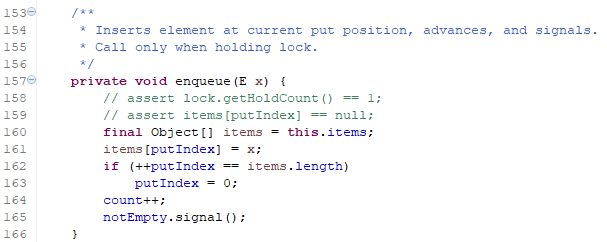 153 /**
154 * Inserts element at current put position, advances, and signals.
155 * Call only when holding lock.
156 */
157 private void enqueue(E x) {
158 // assert lock.getHoldCount() == 1;
159 // assert items[putIndex] == null;
160 final Object[] items = this.items;
161 items[putIndex] = x;
162 if (++putIndex == items.length)
163 putIndex = 0;
164 count++;
165 notEmpty.signal();
166 }